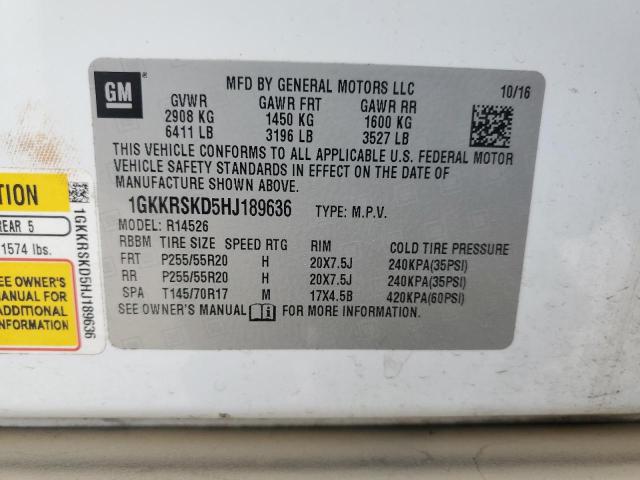 GM
MFD BY GENERAL MOTORS LLC 10/16
GVWR GAWR FRT GAWR RR
2908 KG 1450 KG 1600 KG
6411 LB 3196 LB 3527 LB
THIS VEHICLE CONFORMS TO ALL APPLICABLE U.S. FEDERAL MOTOR
VEHICLE SAFETY STANDARDS IN EFFECT ON THE DATE OF
MANUFACTURE SHOWN ABOVE.
1GKKRSKD5HJ189636 TYPE: M.P.V.
MODEL: R14526
RBBM TIRE SIZE SPEED RTG RIM COLD TIRE PRESSURE
FRT P255/55R20 H 20X7.5J 240KPA(35PSI)
RR P255/55R20 H 20X7.5J 240KPA(35PSI)
SPA T145/70R17 M 17X4.5B 420KPA(60PSI)
SEE OWNER'S MANUAL i FOR MORE INFORMATION.
TION
REAR 5
1574 lbs.
EE OWNER'S
MANUAL FOR
ADDITIONAL
FORMATION
1GKKRSKD5HJ189636